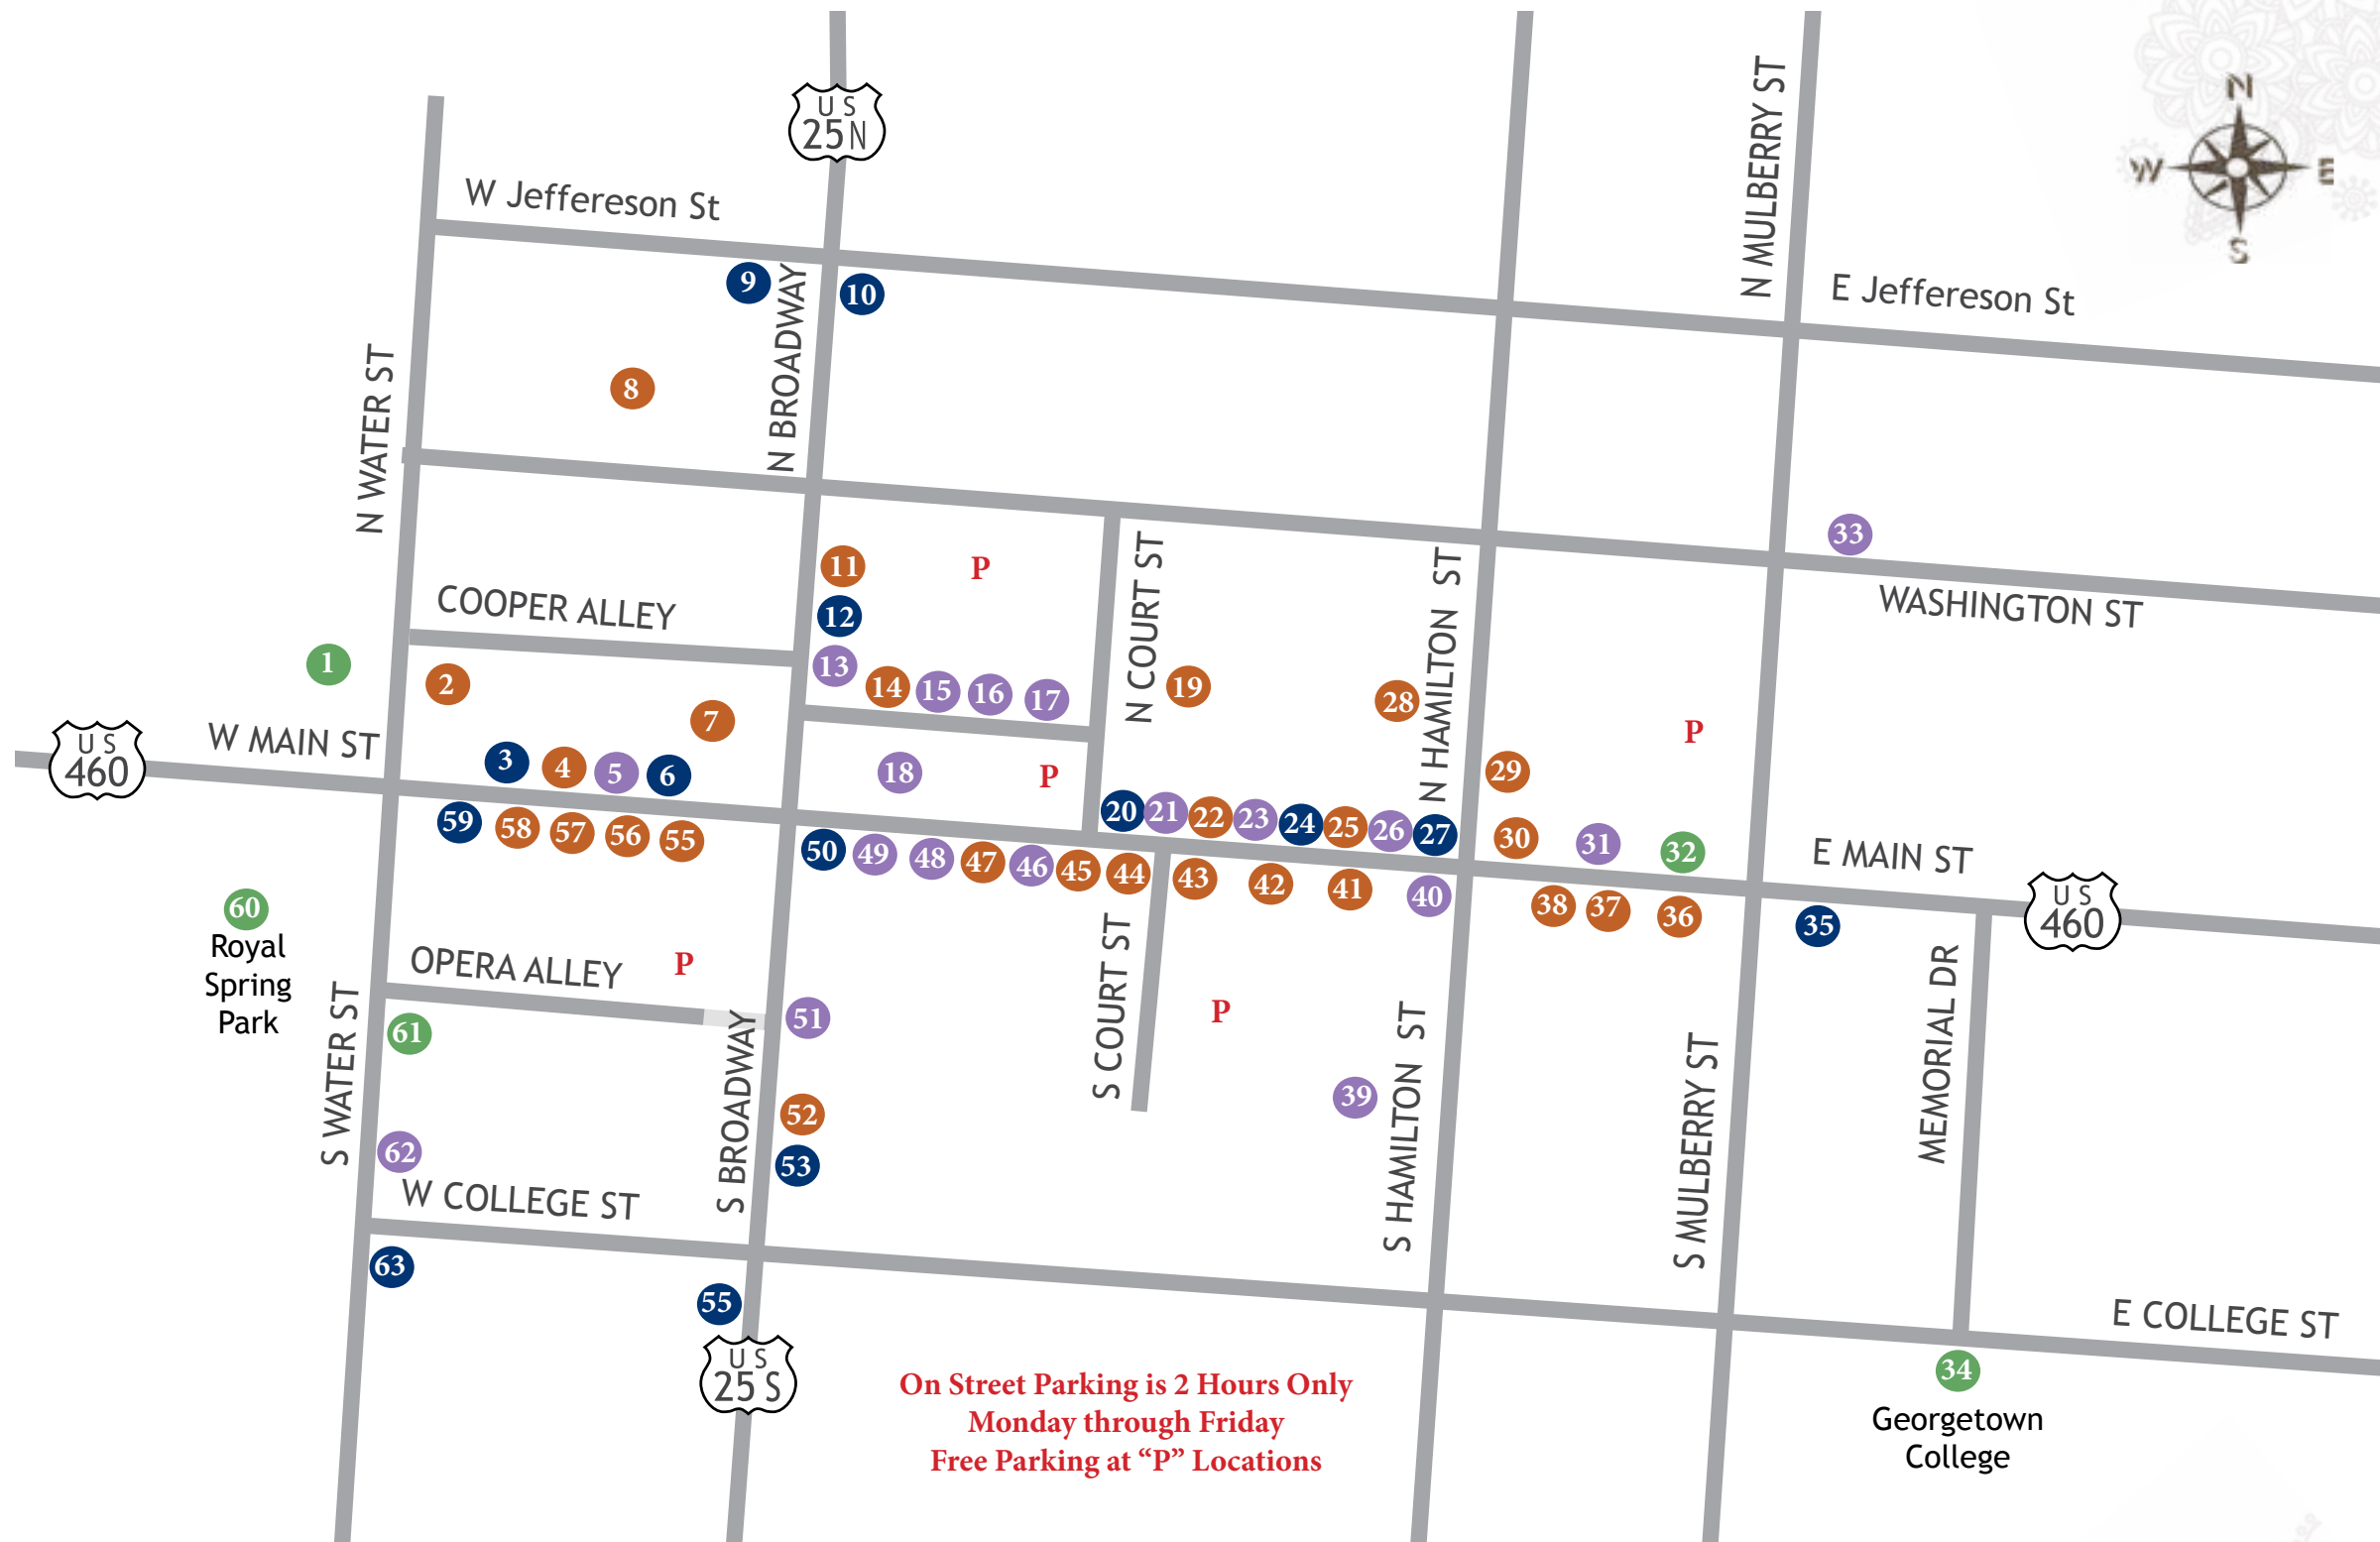 N
W E
S
US
25N
W Jeffereson St
N MULBERRY ST
E Jeffereson St
9
10
N BROADWAY
8
N WATER ST
33
WASHINGTON ST
11
P
12
N COURT ST
N HAMILTON ST
COOPER ALLEY
1
2
7
13
14
15
16
17
19
28
P
US
460
W MAIN ST
3
4
5
6
18
P
29
20
21
22
23
24
25
26
27
30
31
32
E MAIN ST
59
58
57
56
55
50
49
48
47
46
45
44
43
42
41
40
38
37
36
35
US
460
60
Royal
Spring
Park
OPERA ALLEY
P
S COURT ST
P
MEMORIAL DR
61
51
S WATER ST
S BROADWAY
S HAMILTON ST
S MULBERRY ST
39
52
62
53
W COLLEGE ST
63
55
E COLLEGE ST
US
25 S
34
Georgetown
College
On Street Parking is 2 Hours Only
Monday through Friday
Free Parking at “P” Locations